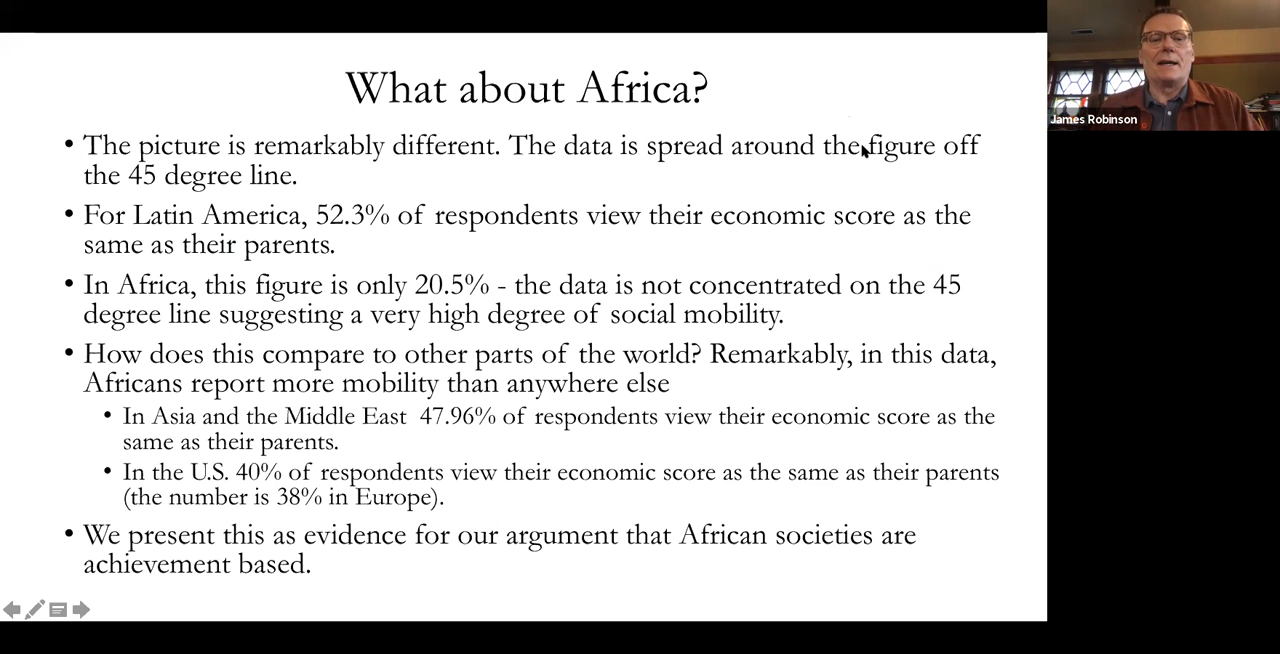 What about Africa?
• The picture is remarkably different. The data is spread around the figure off
the 45 degree line.
• For Latin America, 52.3% of respondents view their economic score as the
same as their parents.
• In Africa, this figure is only 20.5% - the data is not concentrated on the 45
degree line suggesting a very high degree of social mobility.
• How does this compare to other parts of the world? Remarkably, in this data,
Africans report more mobility than anywhere else
• In Asia and the Middle East 47.96% of respondents view their economic score as the
same as their parents.
• In the U.S. 40% of respondents view their economic score as the same as their parents
(the number is 38% in Europe).
• We present this as evidence for our argument that African societies are
achievement based.
James Robinson